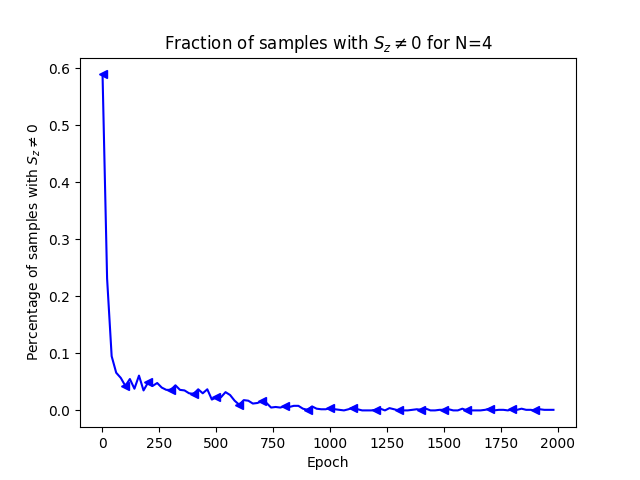 Fraction of samples with $S_z \neq 0$ for N=4
Percentage of samples with $S_z \neq 0$
0.6
0.5
0.4
0.3
0.2
0.1
0.0
0 250 500 750 1000 1250 1500 1750 2000
Epoch